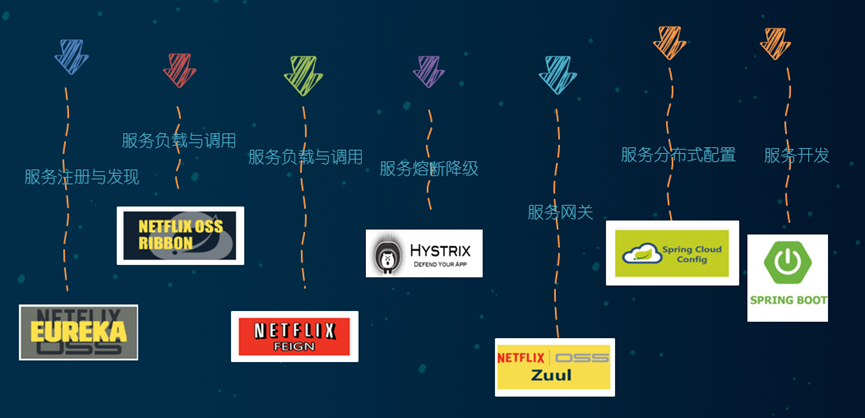 服务注册与发现
NETFLIX
EUREKA
OSS
服务负载与调用
NETFLIX OSS
RIBBON
服务负载与调用
NETFLIX
FEIGN
服务熔断降级
HYSTRIX
DEFEND YOUR APP
服务网关
NETFLIX OSS
Zuul
服务分布式配置
Spring Cloud
Config
服务开发
SPRING BOOT